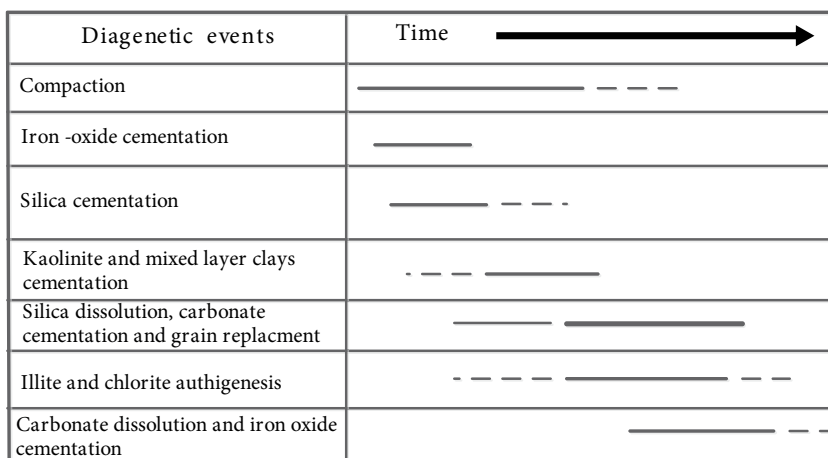 Diagenetic events
Time
Compaction
Iron -oxide cementation
Silica cementation
Kaolinite and mixed layer clays
cementation
Silica dissolution, carbonate
cementation and grain replacment
Illite and chlorite authigenesis
Carbonate dissolution and iron oxide
cementation